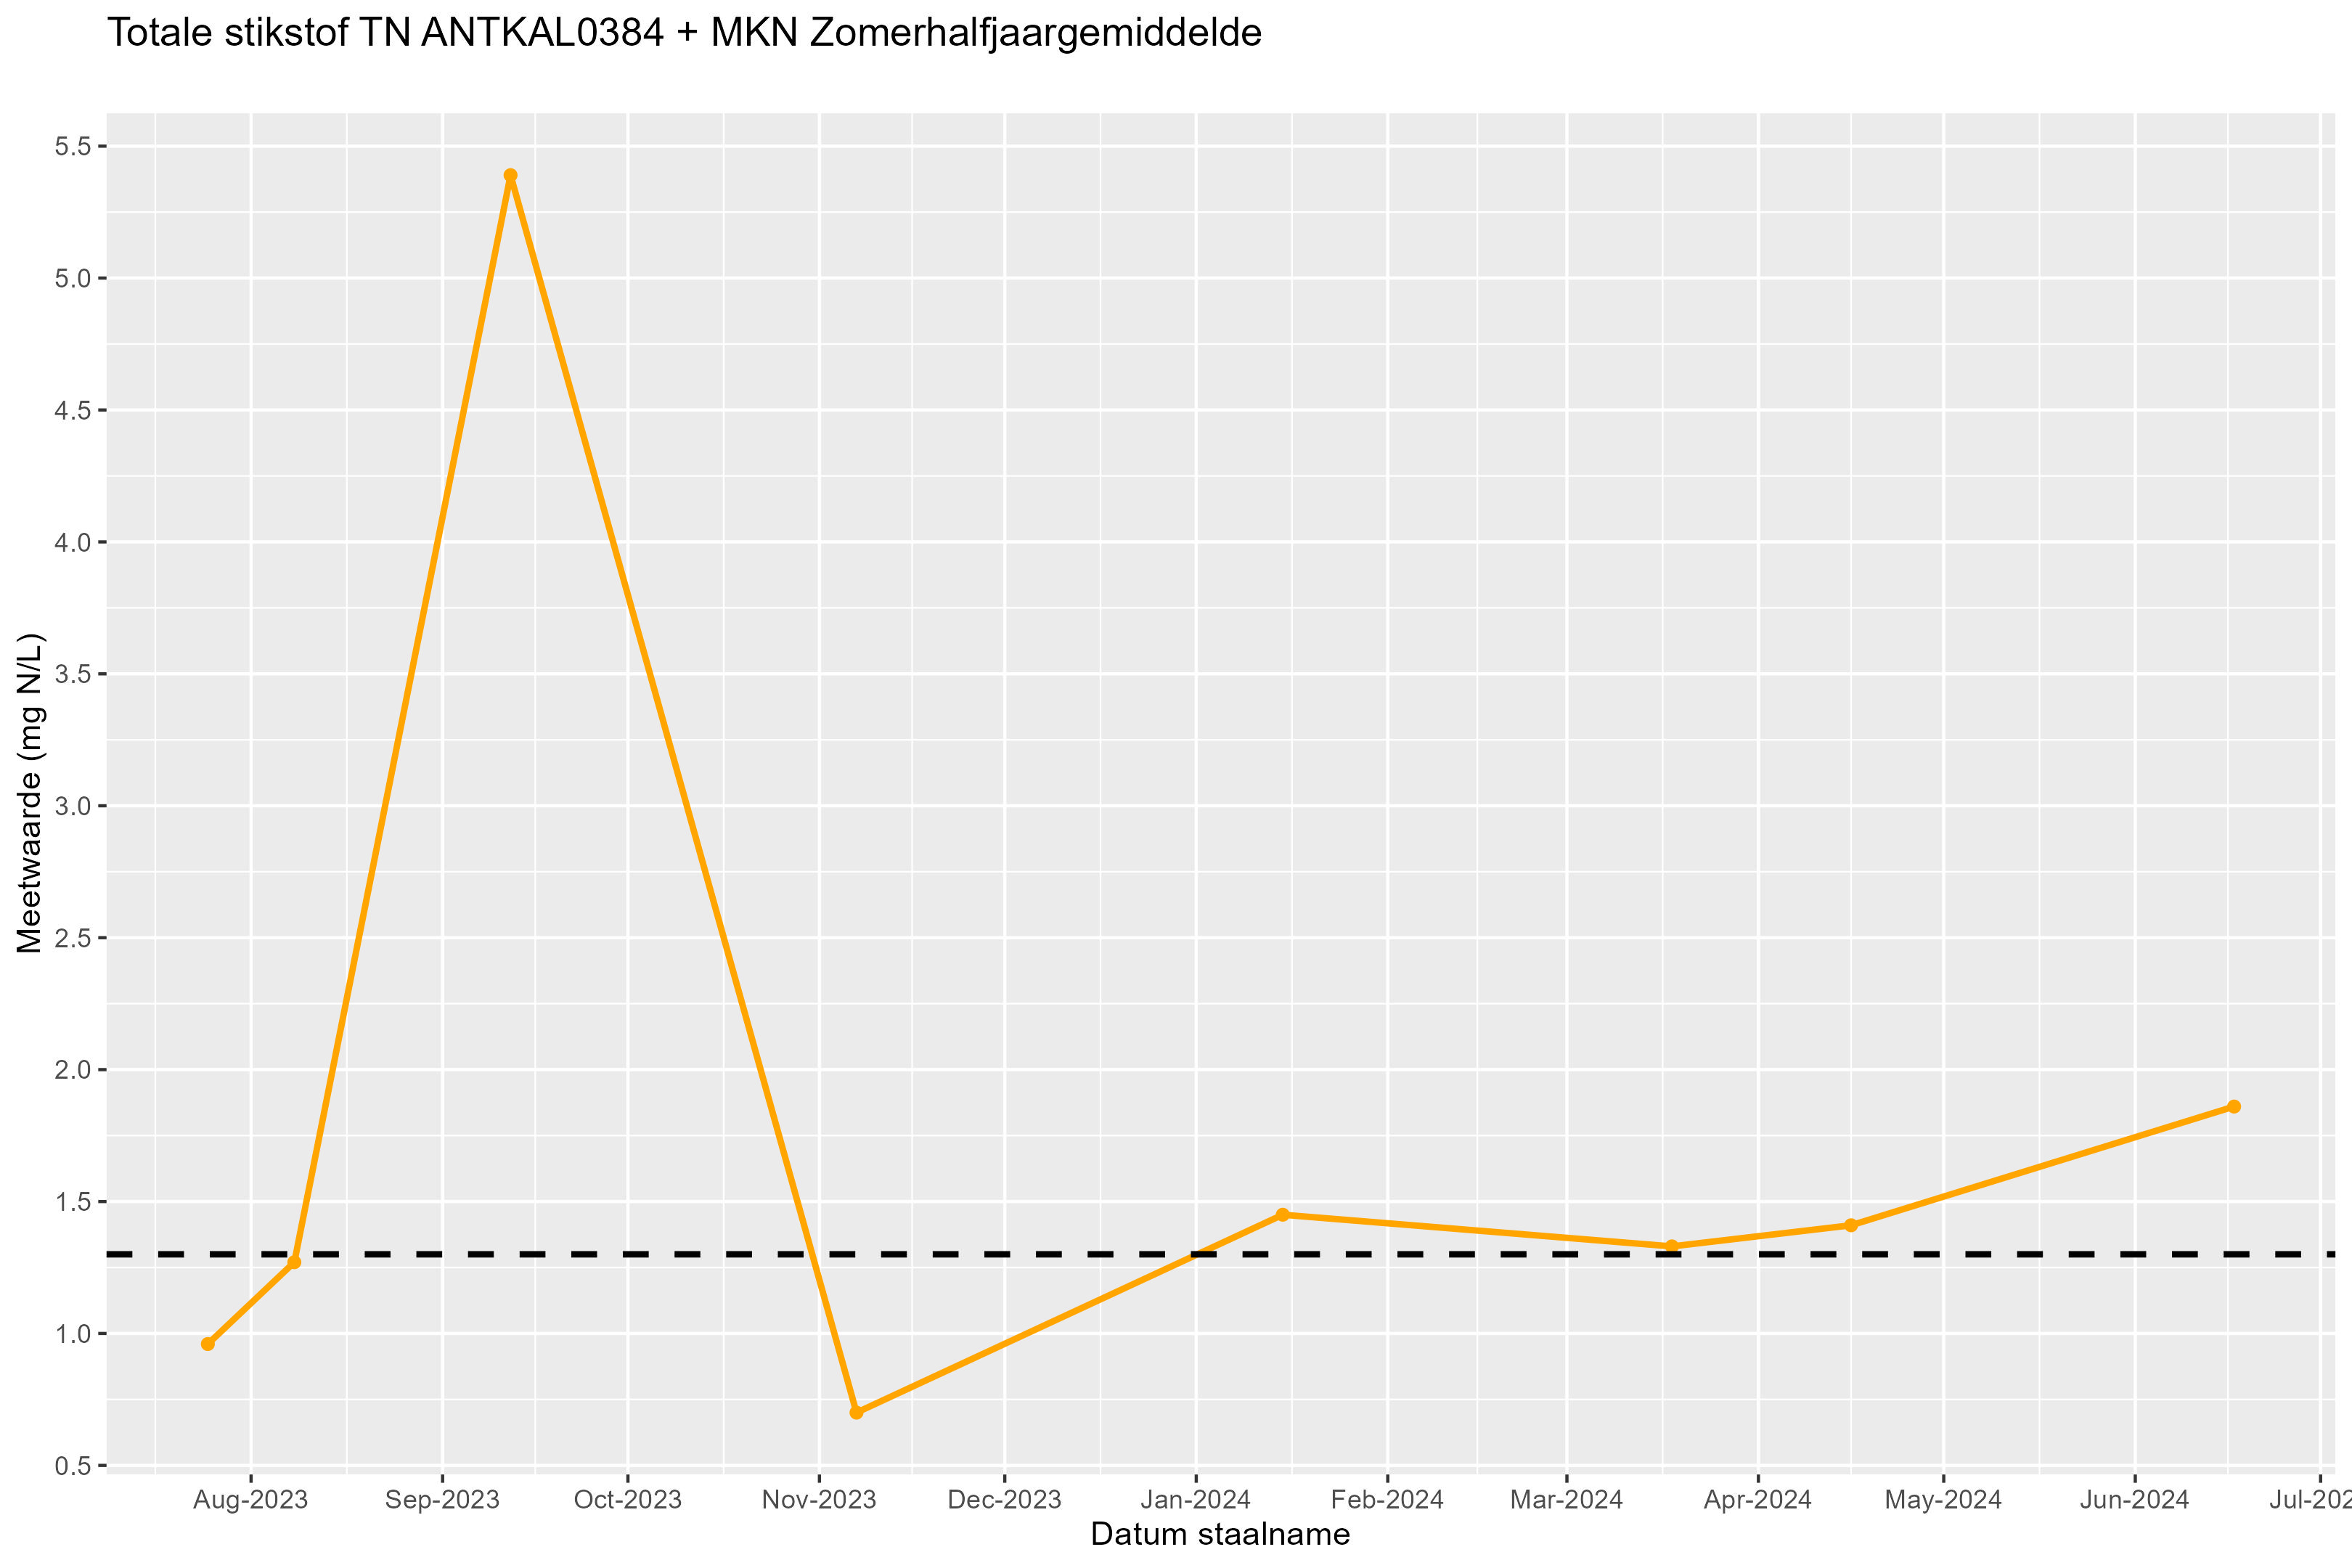 Totale stikstof TN ANTKAL0384 + MKN Zomerhalfjaargemiddelde
Meetwaarde (mg N/L)
5.5
5.0
4.5
4.0
3.5
3.0
2.5
2.0
1.5
1.0
0.5
Aug-2023 Sep-2023 Oct-2023 Nov-2023 Dec-2023 Jan-2024 Feb-2024 Mar-2024 Apr-2024 May-2024 Jun-2024 Jul-202
Datum staalname